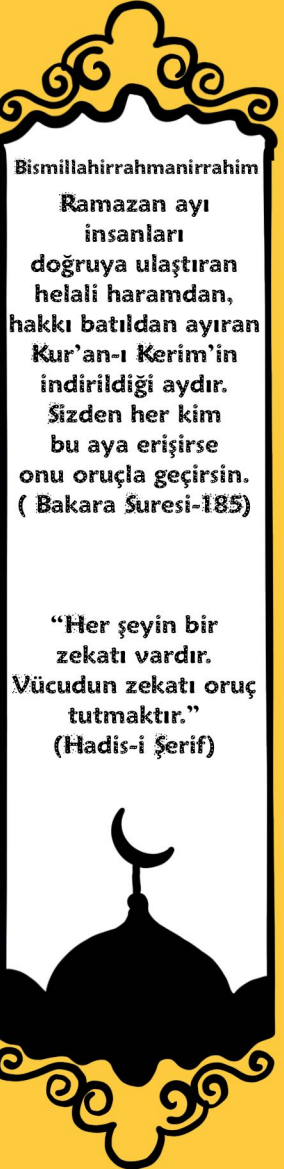 Bismillahirrahmanirrahim
Ramazan ayı
insanları
doğruya ulaştıran
helali haramdan,
hakkı batıldan ayıran
Kur’an-ı Kerim’in
indirildiği aydır.
Sizden her kim
bu aya erişirse
onu oruçla geçirsin.
( Bakara Suresi-185)
“Her şeyin bir
zekatı vardır.
Vücudun zekatı oruç
tutmaktır.”
(Hadis-i Şerif)